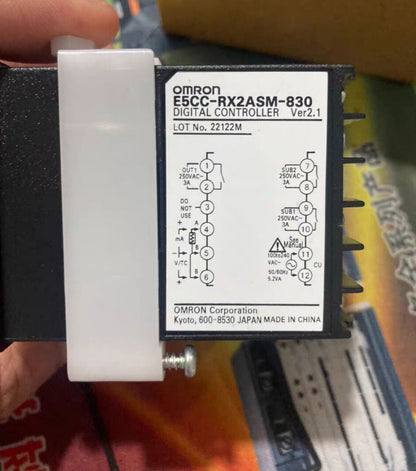 OMRON
E5CC-RX2ASM-830
DIGITAL CONTROLLER Ver2.1
LOT No. 22122M
OUT1
250VAC~
3A
1
2
DO
NOT
USE
3
4
5
6
+
mA
-
V/TC
+
A
B
B
SUB2
250VAC~
3A
7
8
SUB1
250VAC~
3A
9
10
See
Manual
100to240
VAC~
50/60Hz
5.2VA
11
12
CU
OMRON Corporation
Kyoto, 600-8530 JAPAN MADE IN CHINA